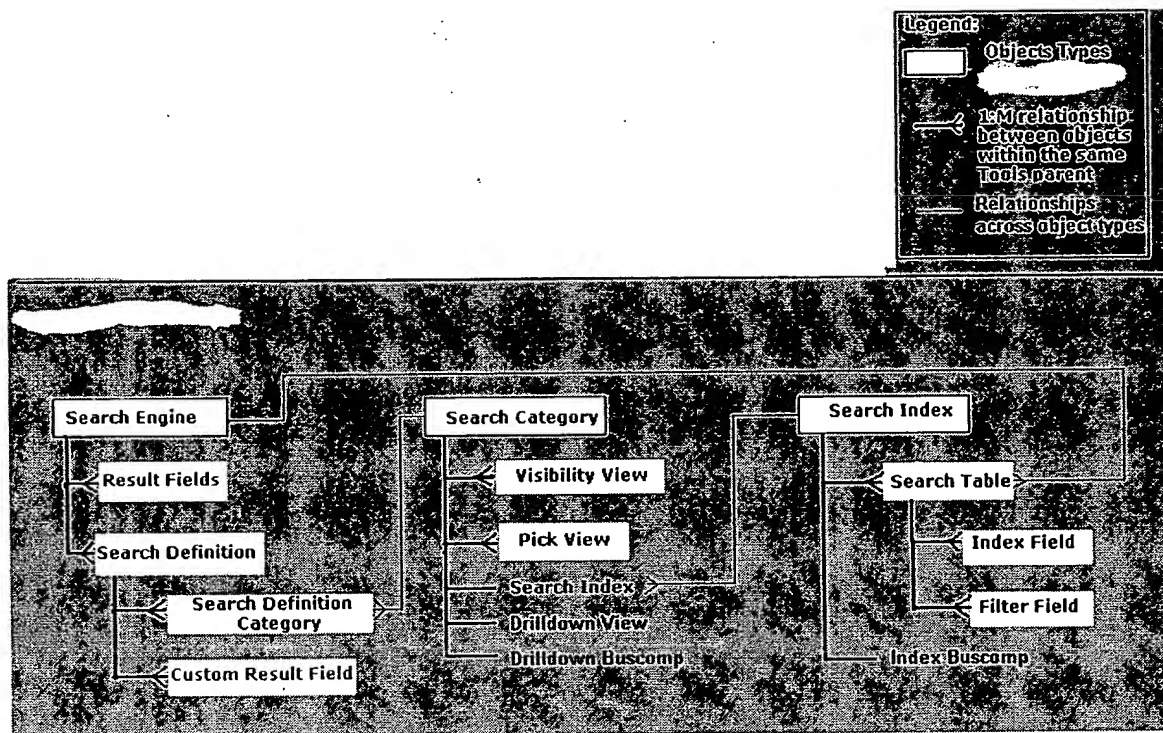 Legend:
Objects Types
1:M relationship
between objects
within the same
Tools parent
Relationships
across object types
Search Engine
Result Fields
Search Definition
Search Definition
Category
Custom Result Field
Search Category
Visibility View
Pick View
Search Index
Drilldown View
Drilldown Buscomp
Search Index
Search Table
Index Field
Filter Field
Index Buscomp